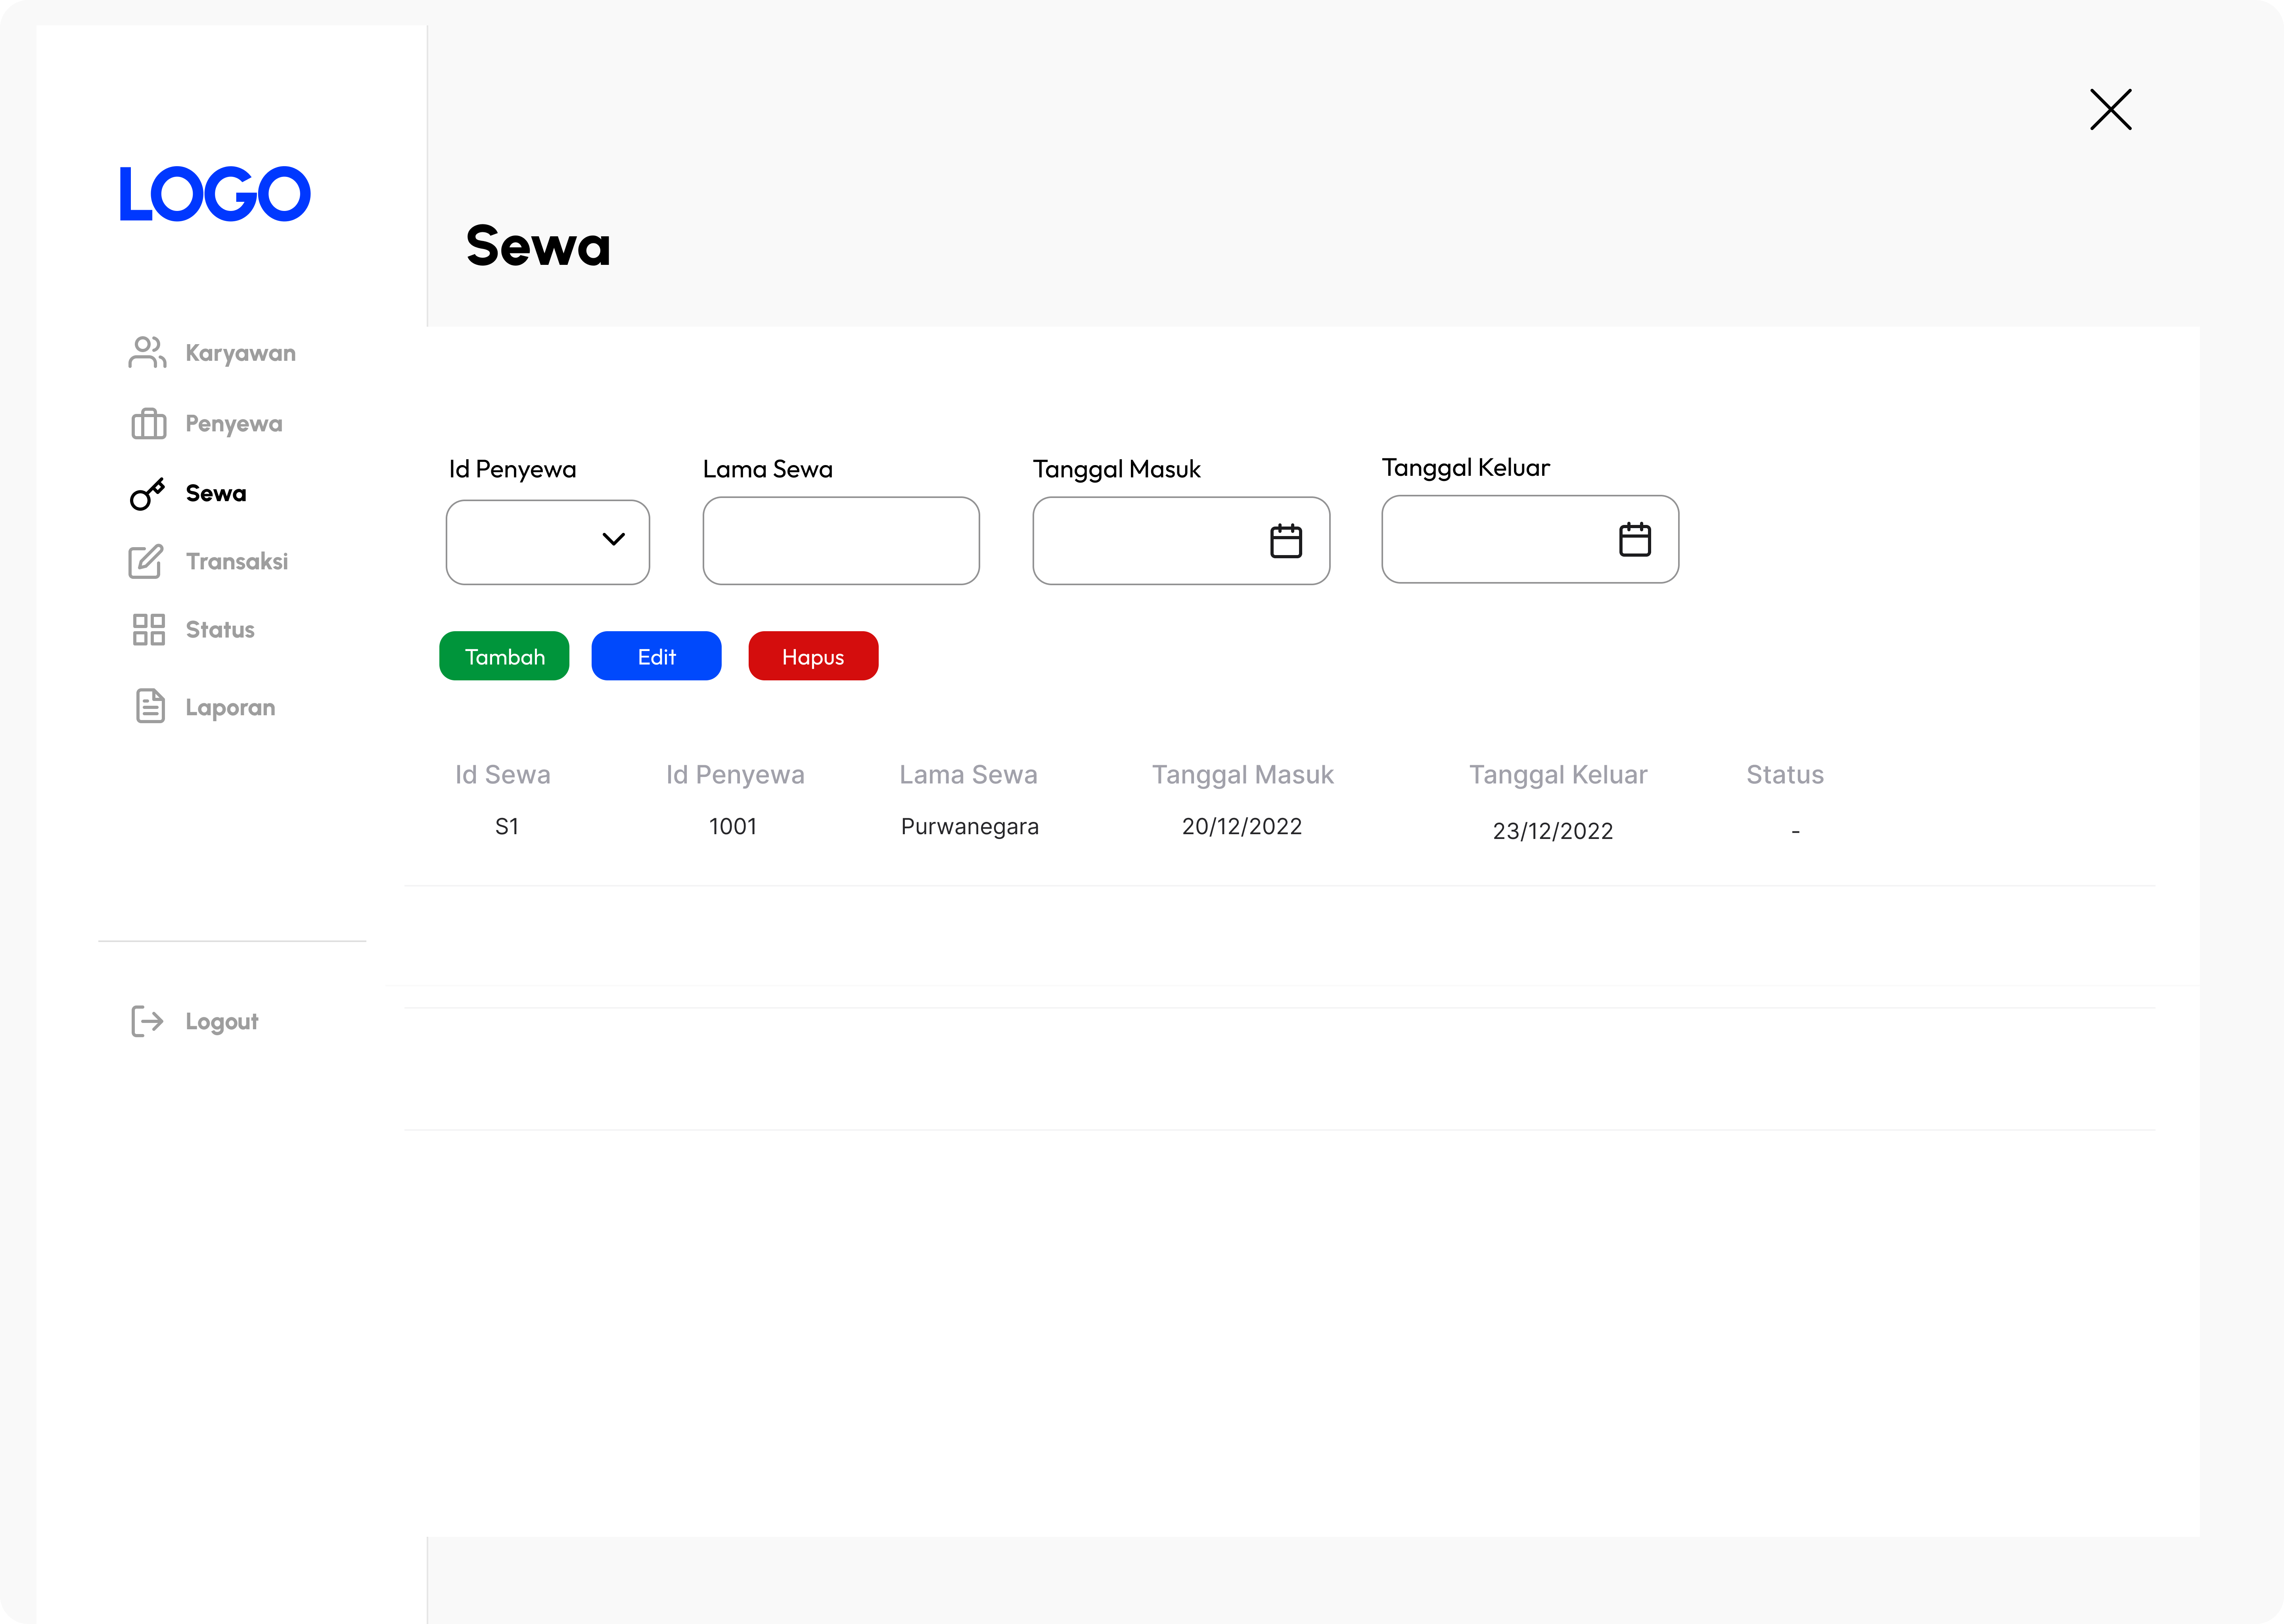 LOGO
Sewa
Karyawan
Penyewa
Sewa
Transaksi
Status
Laporan
Logout
Id Penyewa Lama Sewa Tanggal Masuk Tanggal Keluar
Tambah Edit Hapus
Id Sewa Id Penyewa Lama Sewa Tanggal Masuk Tanggal Keluar Status
S1 1001 Purwanegara 20/12/2022 23/12/2022 -